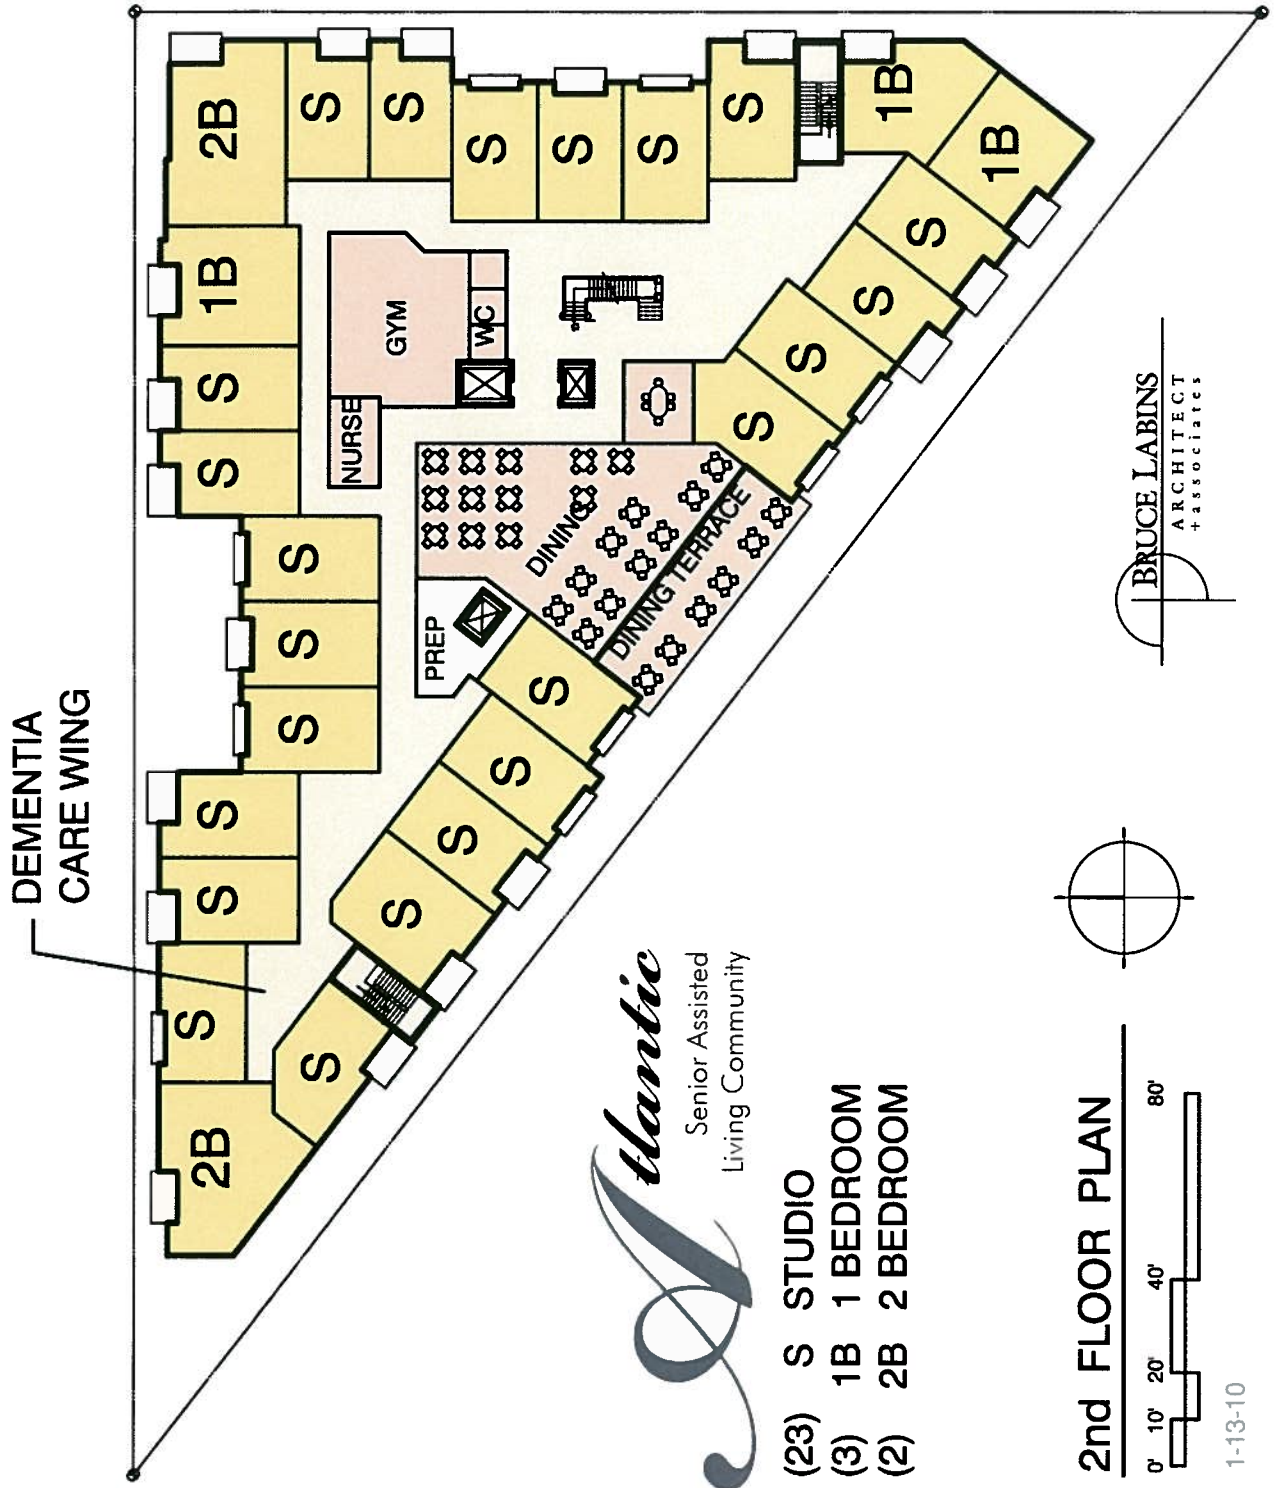 DEMENTIA
CARE WING
2B
S
S
S
S
S
1B
2B
S
S
S
S
S
NURSE
GYM
S
S
PREP
S
WC
S
S
S
DINING
S
S
DINING TERRACE
S
S
S
S
1B
S
1B
Atlantic
Senior Assisted
Living Community
(23) S STUDIO
(3) 1B 1 BEDROOM
(2) 2B 2 BEDROOM
2nd FLOOR PLAN
0' 10' 20' 40' 80'
1-13-10
BRUCE LABINS
ARCHITECT
+associates